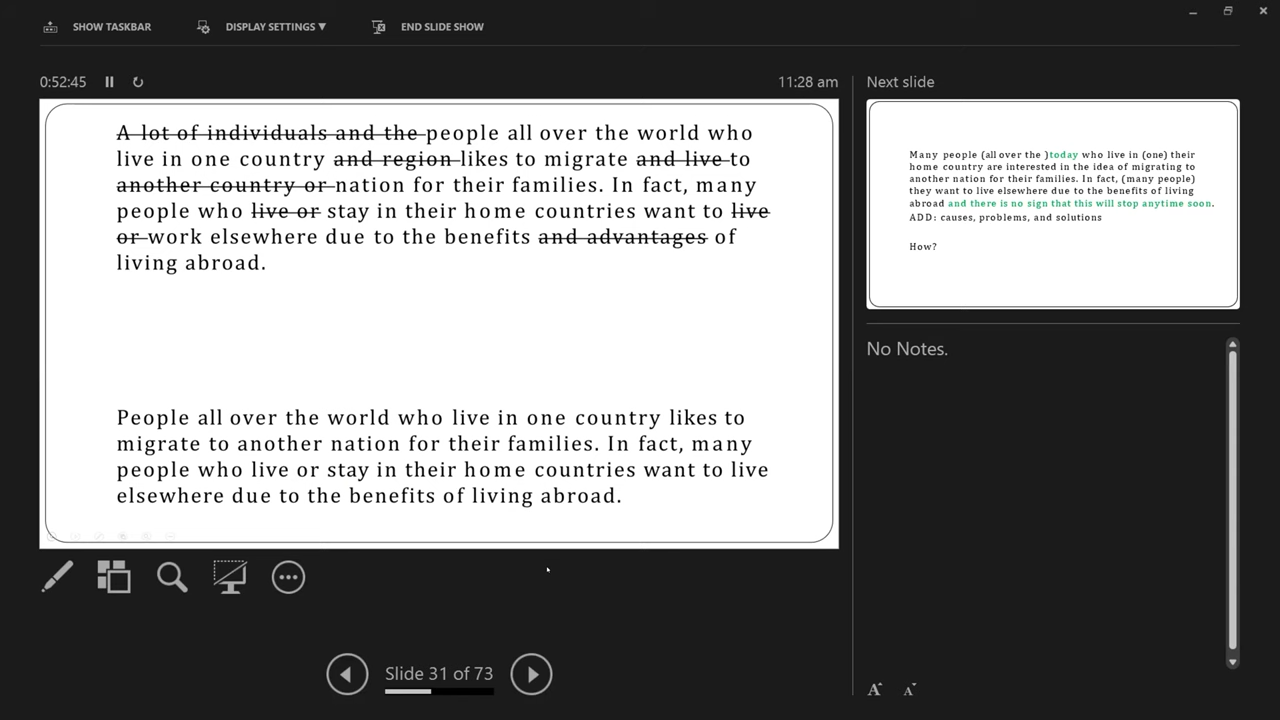 SHOW TASKBAR
DISPLAY SETTINGS ▼
END SLIDE SHOW
0:52:45
11:28 am
A lot of individuals and the people all over the world who
live in one country and region likes to migrate and live to
another country or nation for their families. In fact, many
people who live or stay in their home countries want to live
or work elsewhere due to the benefits and advantages of
living abroad.
People all over the world who live in one country likes to
migrate to another nation for their families. In fact, many
people who live or stay in their home countries want to live
elsewhere due to the benefits of living abroad.
Slide 31 of 73
Next slide
Many people (all over the )today who live in (one) their
home country are interested in the idea of migrating to
another nation for their families. In fact, (many people)
they want to live elsewhere due to the benefits of living
abroad and there is no sign that this will stop anytime soon.
ADD: causes, problems, and solutions
How?
No Notes.
A A